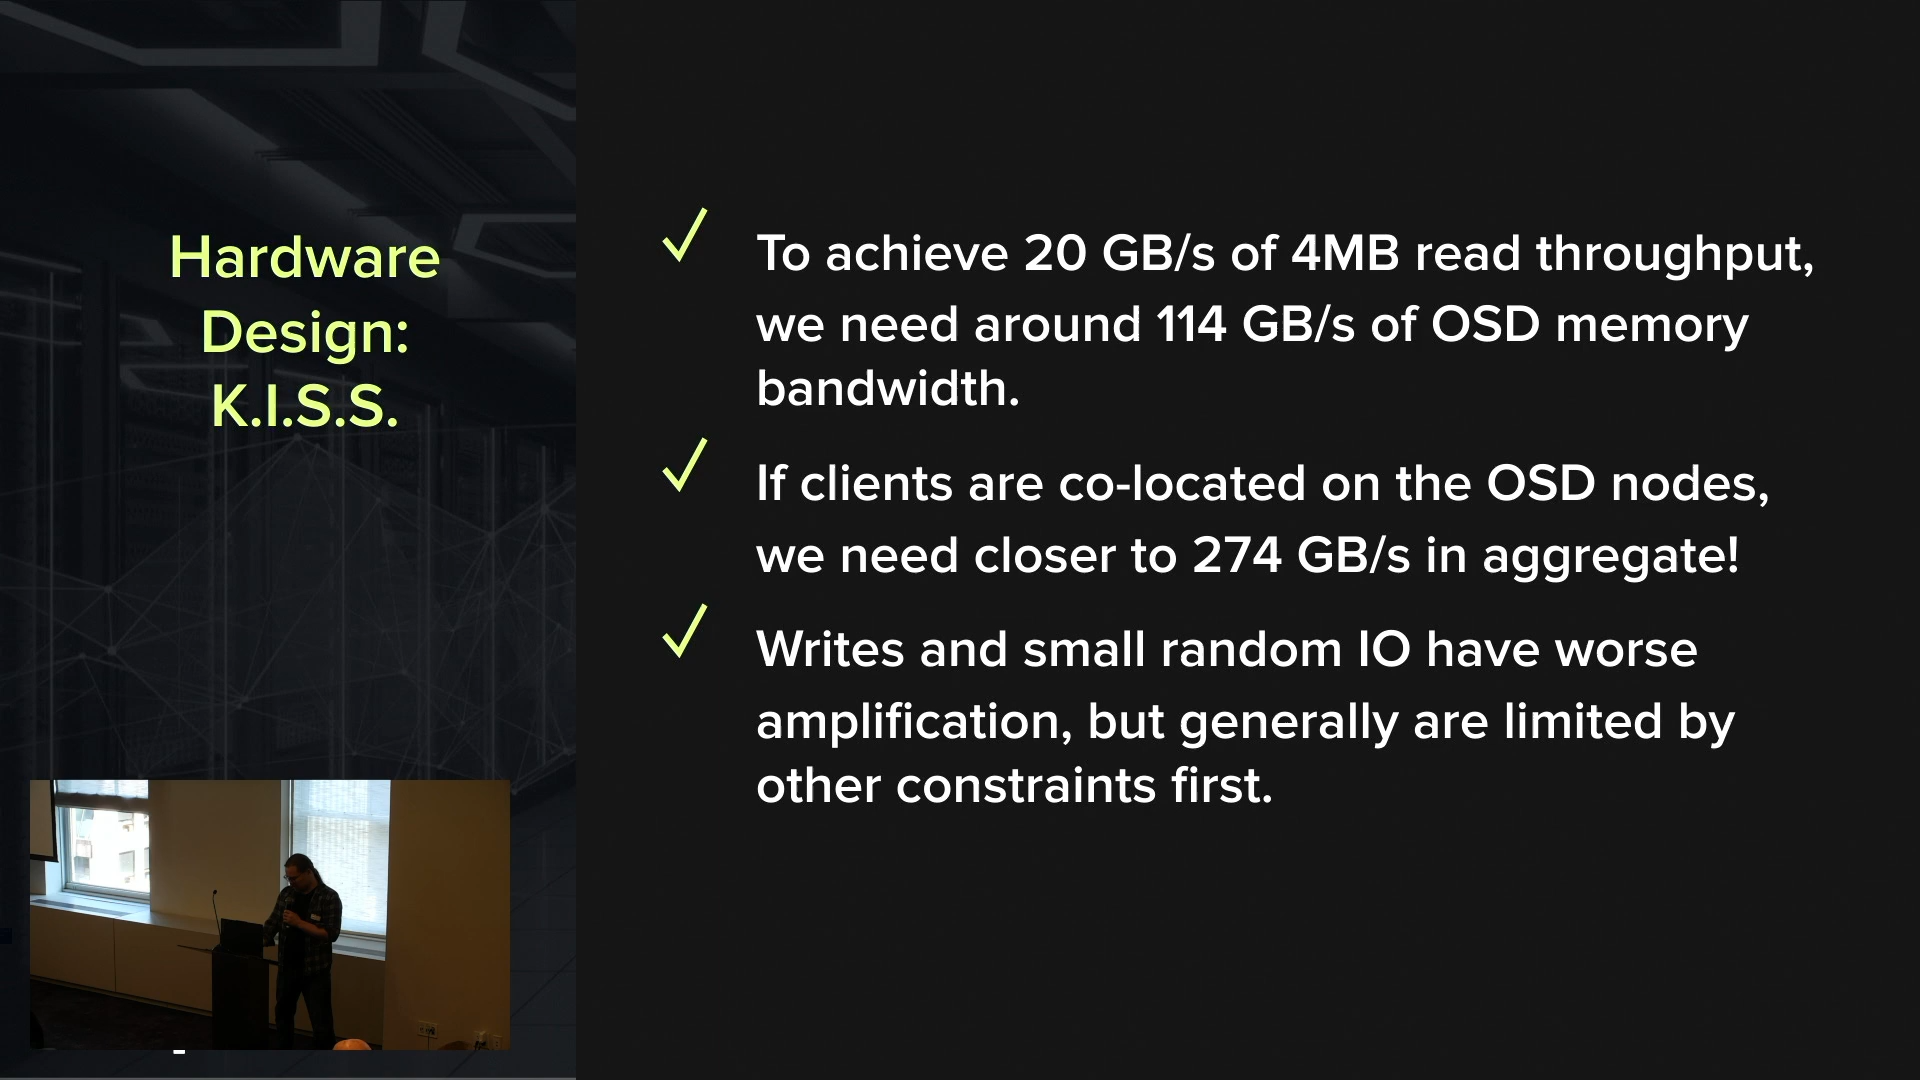 Hardware
Design:
K.I.S.S.
To achieve 20 GB/s of 4MB read throughput,
we need around 114 GB/s of OSD memory
bandwidth.
If clients are co-located on the OSD nodes,
we need closer to 274 GB/s in aggregate!
Writes and small random IO have worse
amplification, but generally are limited by
other constraints first.